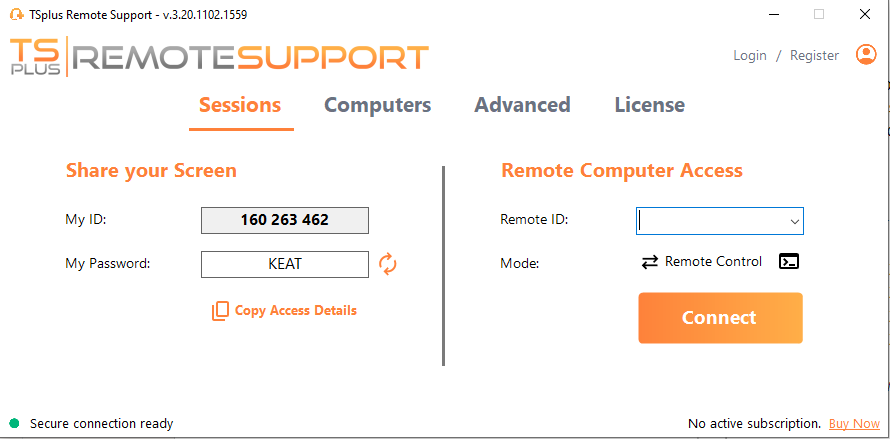 TSplus Remote Support - v.3.20.1102.1559
TS PLUS REMOTESUPPORT
Login / Register
Sessions Computers Advanced License
Share your Screen
My ID: 160 263 462
My Password: KEAT
Copy Access Details
Remote Computer Access
Remote ID:
Mode: Remote Control
Connect
Secure connection ready
No active subscription. Buy Now